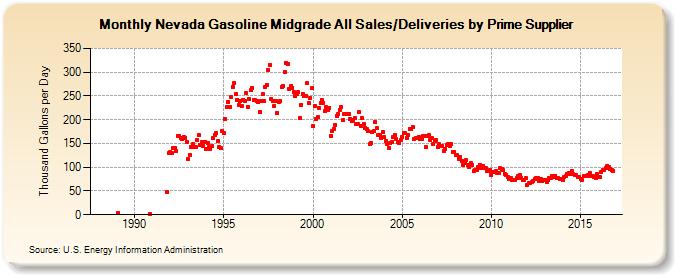 Monthly Nevada Gasoline Midgrade All Sales/Deliveries by Prime Supplier
Thousand Gallons per Day
350
300
250
200
150
100
50
0
1990 1995 2000 2005 2010 2015
Source: U.S. Energy Information Administration